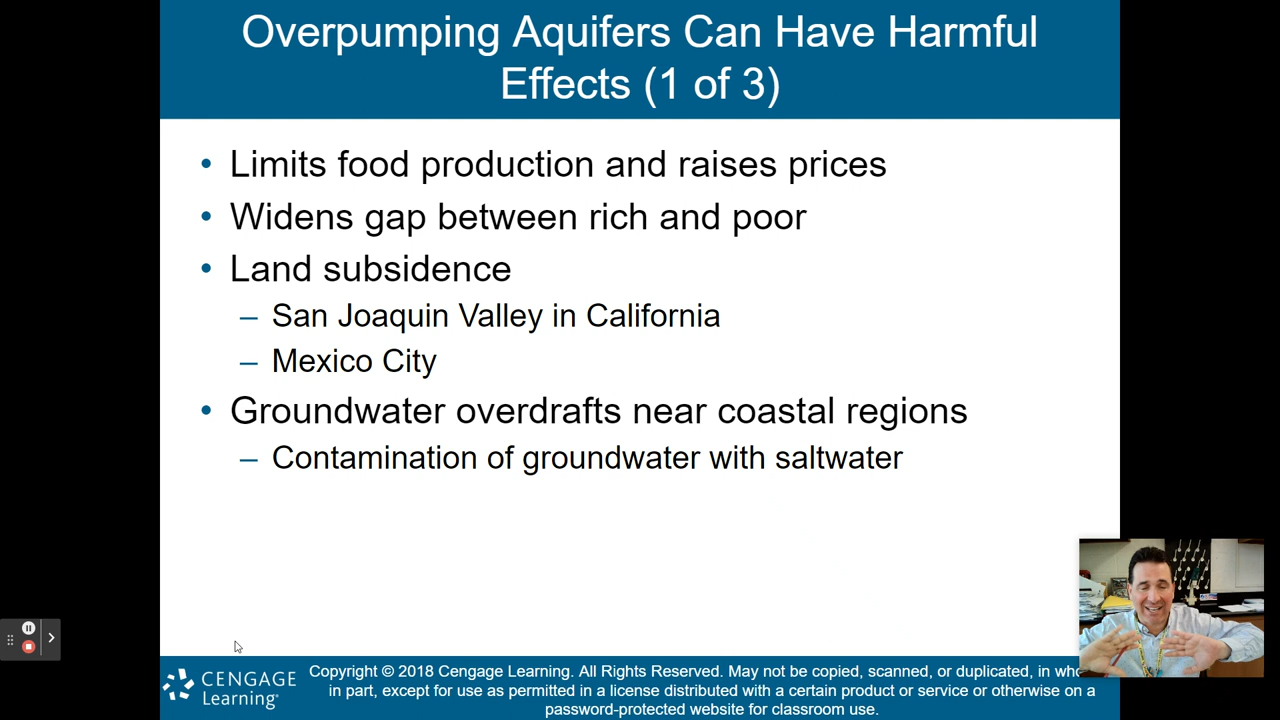 Overpumping Aquifers Can Have Harmful
Effects (1 of 3)
• Limits food production and raises prices
• Widens gap between rich and poor
• Land subsidence
– San Joaquin Valley in California
– Mexico City
• Groundwater overdrafts near coastal regions
– Contamination of groundwater with saltwater
CENGAGE
Learning®
Copyright © 2018 Cengage Learning. All Rights Reserved. May not be copied, scanned, or duplicated, in
in part, except for use as permitted in a license distributed with a certain product or service or otherwise on a
password-protected website for classroom use.